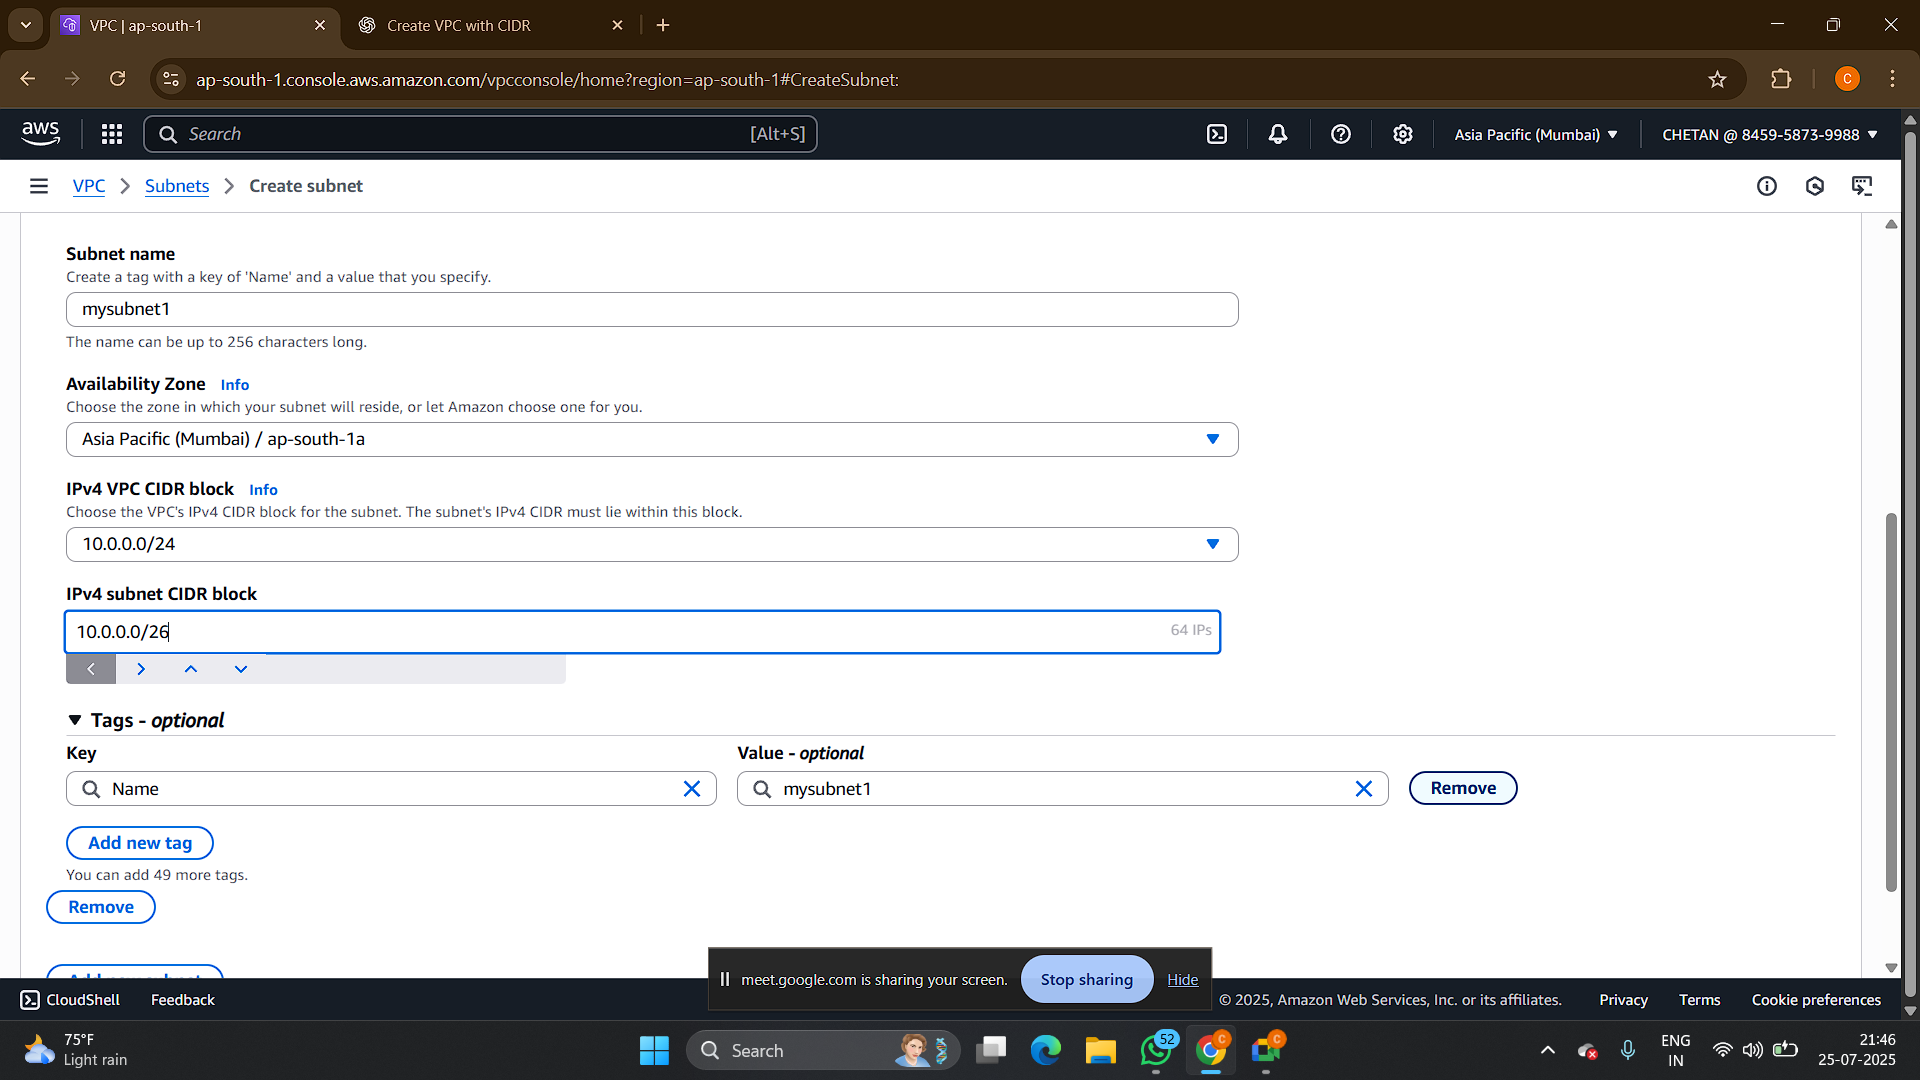 VPC | ap-south-1
Create VPC with CIDR
ap-south-1.console.aws.amazon.com/vpcconsole/home?region=ap-south-1#CreateSubnet:
C
aws
Search
[Alt+S]
Asia Pacific (Mumbai)
CHETAN @ 8459-5873-9988
VPC
Subnets
Create subnet
Subnet name
Create a tag with a key of 'Name' and a value that you specify.
mysubnet1
The name can be up to 256 characters long.
Availability Zone Info
Choose the zone in which your subnet will reside, or let Amazon choose one for you.
Asia Pacific (Mumbai) / ap-south-1a
IPv4 VPC CIDR block Info
Choose the VPC's IPv4 CIDR block for the subnet. The subnet's IPv4 CIDR must lie within this block.
10.0.0.0/24
IPv4 subnet CIDR block
10.0.0.0/26
64 IPs
Tags - optional
Key
Value - optional
Name
mysubnet1
Remove
Add new tag
You can add 49 more tags.
Remove
Add new subnet
meet.google.com is sharing your screen.
Stop sharing
Hide
CloudShell
Feedback
© 2025, Amazon Web Services, Inc. or its affiliates.
Privacy
Terms
Cookie preferences
75°F
Light rain
Search
52
C
C
ENG
IN
21:46
25-07-2025